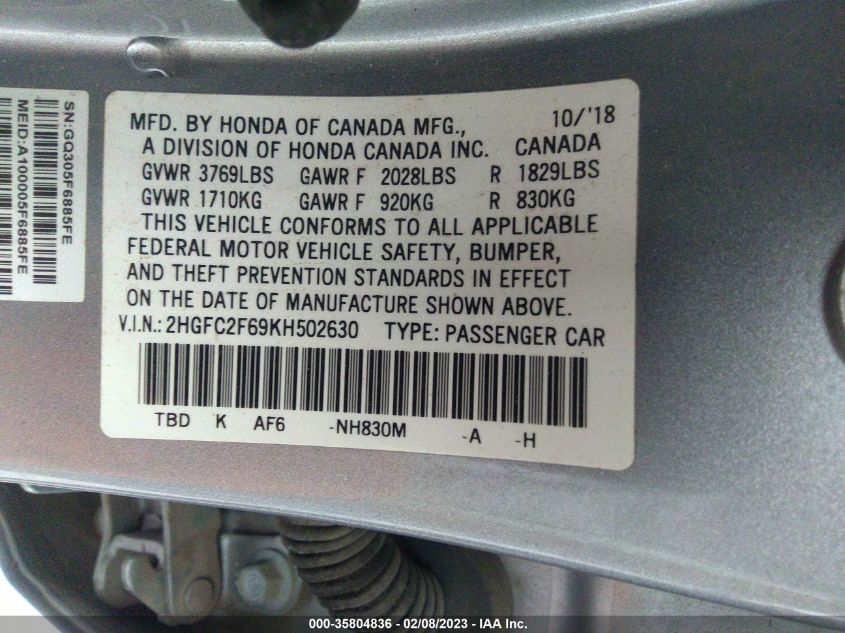 SN:GQ305F6885FE
MEID:A100005F6885FE
MFD. BY HONDA OF CANADA MFG., 10/'18
A DIVISION OF HONDA CANADA INC. CANADA
GVWR 3769LBS GAWR F 2028LBS R 1829LBS
GVWR 1710KG GAWR F 920KG R 830KG
THIS VEHICLE CONFORMS TO ALL APPLICABLE
FEDERAL MOTOR VEHICLE SAFETY, BUMPER,
AND THEFT PREVENTION STANDARDS IN EFFECT
ON THE DATE OF MANUFACTURE SHOWN ABOVE.
V.I.N.: 2HGFC2F69KH502630 TYPE: PASSENGER CAR
TBD K AF6 -NH830M -A -H
000-35804836 - 02/08/2023 - IAA Inc.